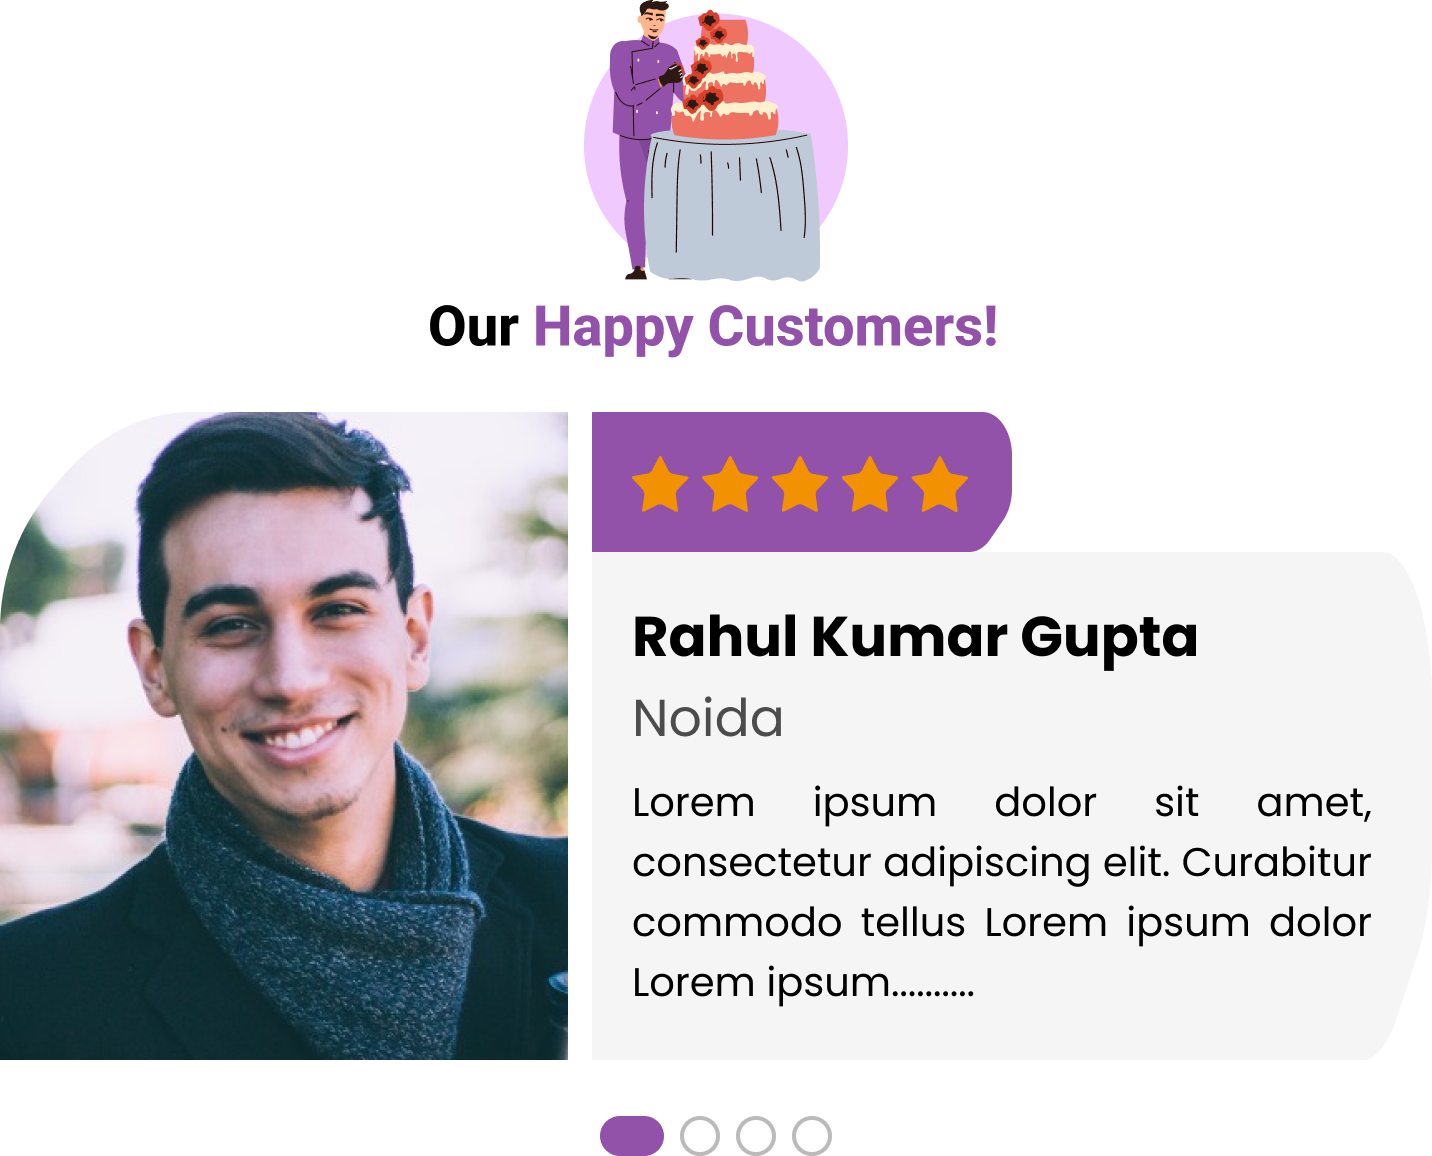 Our Happy Customers!
Rahul Kumar Gupta
Noida
Lorem ipsum dolor sit amet,
consectetur adipiscing elit. Curabitur
commodo tellus Lorem ipsum dolor
Lorem ipsum..........